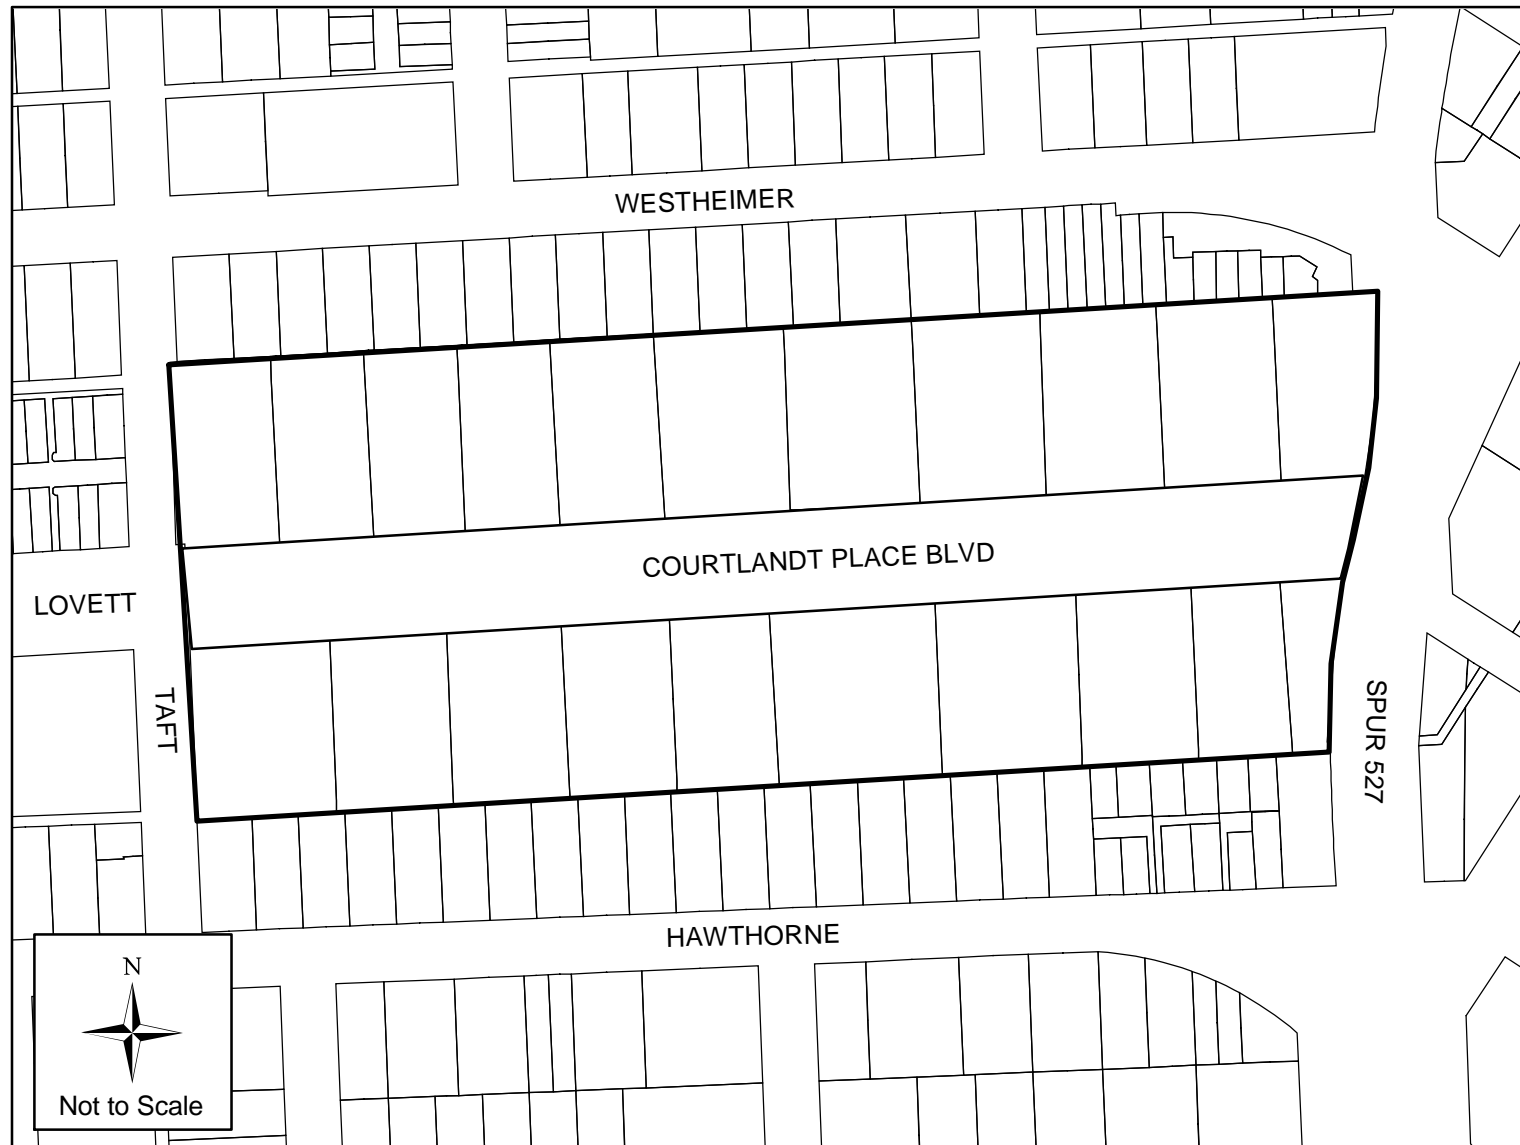 WESTHEIMER
COURTLANDT PLACE BLVD
LOVETT
TAFT
SPUR 527
HAWTHORNE
N
Not to Scale